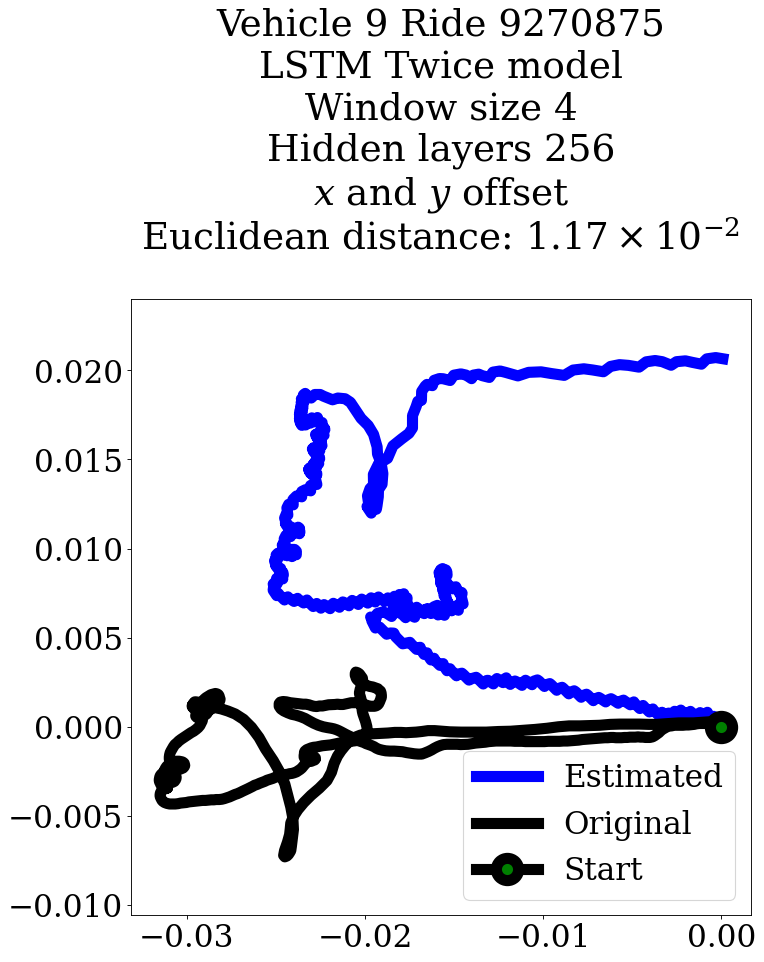 Vehicle 9 Ride 9270875
LSTM Twice model
Window size 4
Hidden layers 256
x and y offset
Euclidean distance: 1.17 × 10⁻²
0.020
0.015
0.010
0.005
0.000
−0.005
−0.010
Estimated
Original
Start
−0.03
−0.02
−0.01
0.00